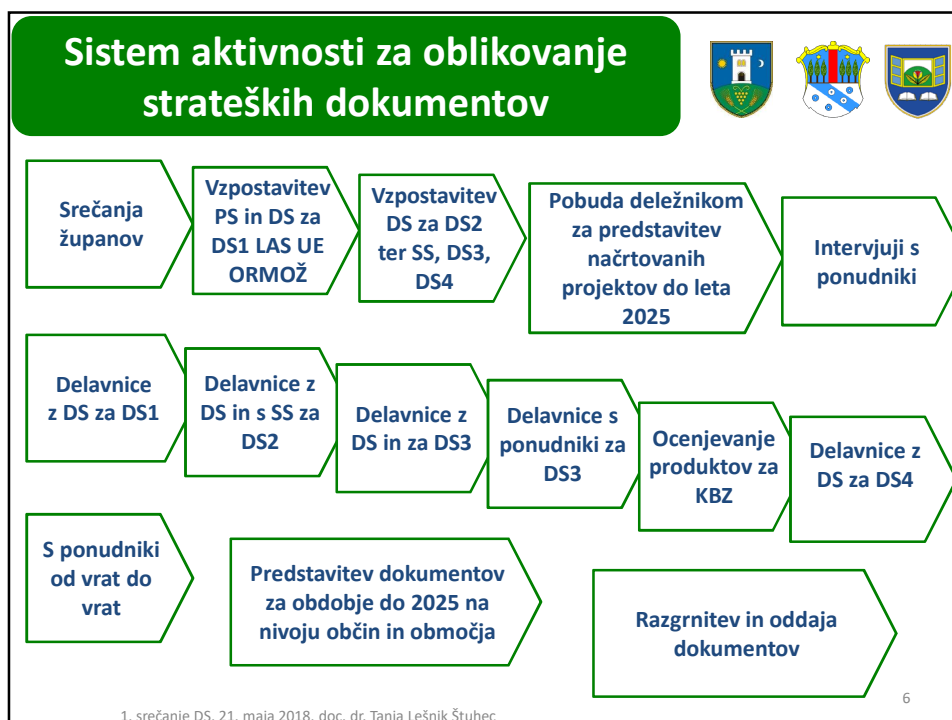 Sistem aktivnosti za oblikovanje
strateških dokumentov
Srečanja
županov
Vzpostavitev
PS in DS za
DS1 LAS UE
ORMOŽ
Vzpostavitev
DS za DS2
ter SS, DS3,
DS4
Pobuda deležnikom
za predstavitev
načrtovanih
projektov do leta
2025
Intervjuji s
ponudniki
Delavnice
z DS za DS1
Delavnice z
DS in s SS za
DS2
Delavnice z
DS in za DS3
Delavnice s
ponudniki za
DS3
Ocenjevanje
produktov za
KBZ
Delavnice z
DS za DS4
S ponudniki
od vrat do
vrat
Predstavitev dokumentov
za obdobje do 2025 na
nivoju občin in območja
Razgrnitev in oddaja
dokumentov
6
1. srečanje DS, 21. maja 2018, doc. dr. Tanja Lešnik Štuhec